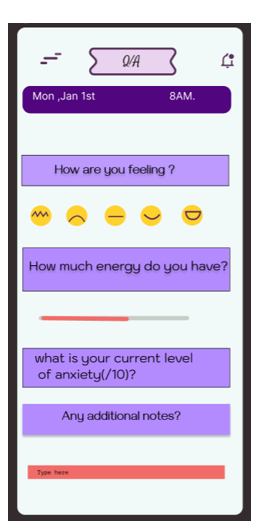 Q/A
Mon ,Jan 1st 8AM.
How are you feeling ?
How much energy do you have?
what is your current level
of anxiety(/10)?
Any additional notes?
Type here